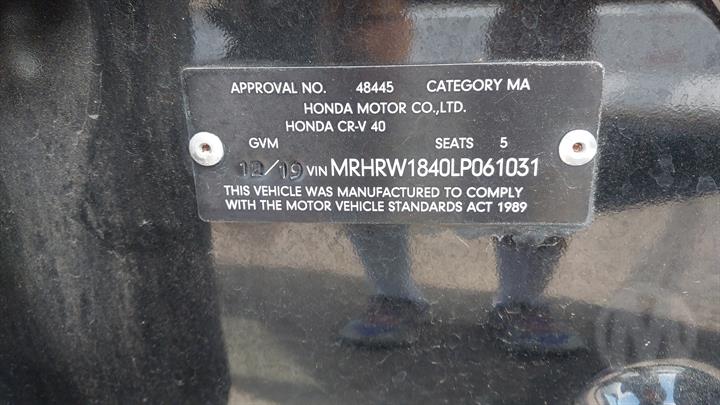 APPROVAL NO. 48445 CATEGORY MA
HONDA MOTOR CO.,LTD.
HONDA CR-V 40
GVM SEATS 5
12/19 VIN MRHRW1840LP061031
THIS VEHICLE WAS MANUFACTURED TO COMPLY
WITH THE MOTOR VEHICLE STANDARDS ACT 1989
M